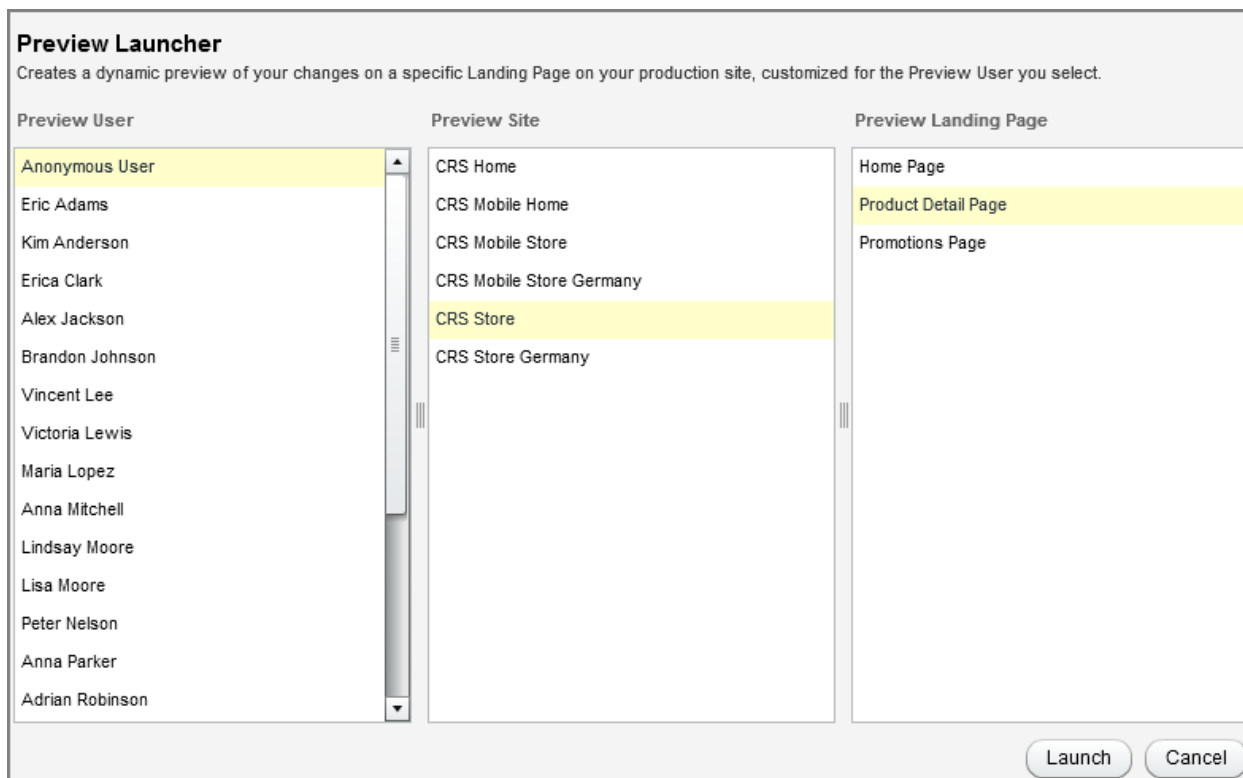 Preview Launcher
Creates a dynamic preview of your changes on a specific Landing Page on your production site, customized for the Preview User you select.
Preview User
Anonymous User
Eric Adams
Kim Anderson
Erica Clark
Alex Jackson
Brandon Johnson
Vincent Lee
Victoria Lewis
Maria Lopez
Anna Mitchell
Lindsay Moore
Lisa Moore
Peter Nelson
Anna Parker
Adrian Robinson
Preview Site
CRS Home
CRS Mobile Home
CRS Mobile Store
CRS Mobile Store Germany
CRS Store
CRS Store Germany
Preview Landing Page
Home Page
Product Detail Page
Promotions Page
Launch
Cancel